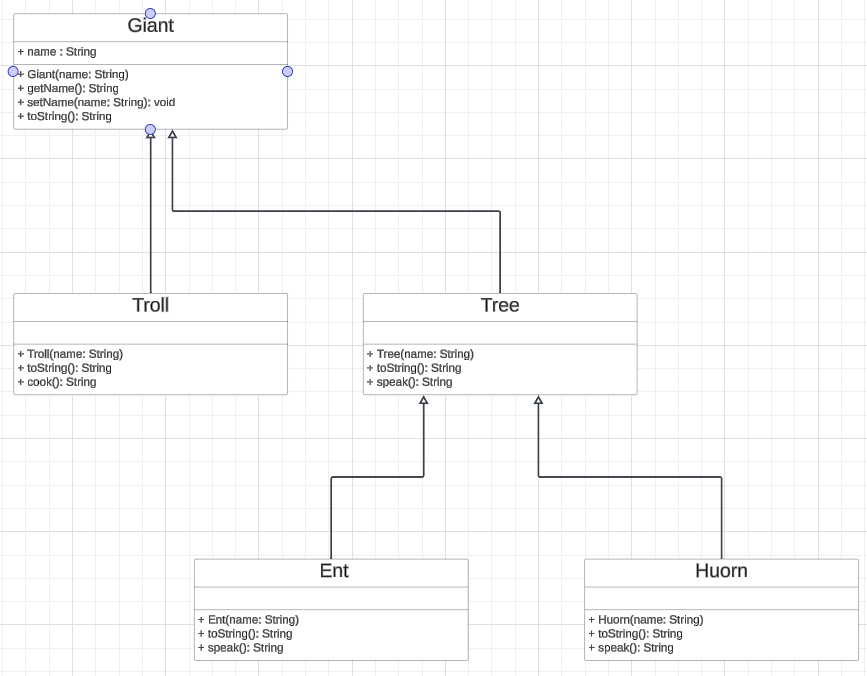 Giant
+ name : String
+ Giant(name: String)
+ getName(): String
+ setName(name: String): void
+ toString(): String
Troll
+ Troll(name: String)
+ toString(): String
+ cook(): String
Tree
+ Tree(name: String)
+ toString(): String
+ speak(): String
Ent
+ Ent(name: String)
+ toString(): String
+ speak(): String
Huorn
+ Huorn(name: String)
+ toString(): String
+ speak(): String